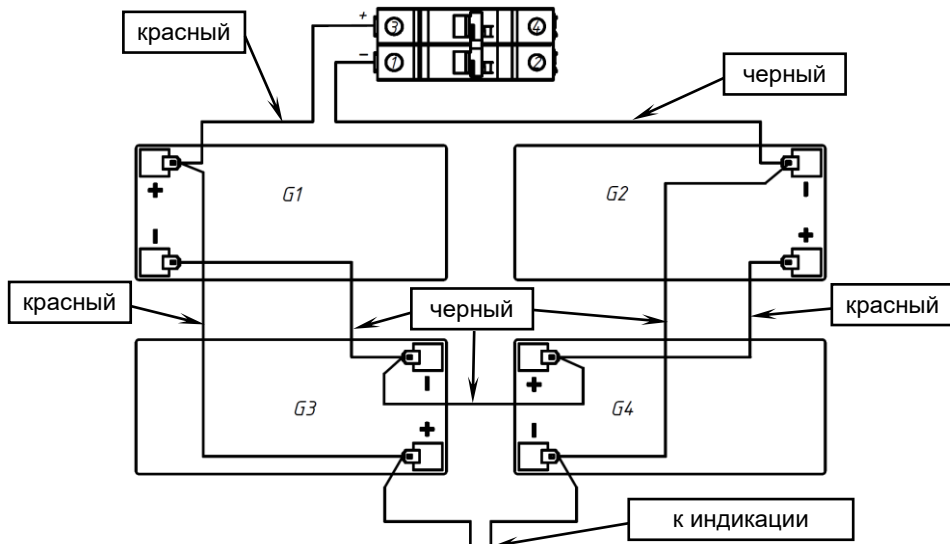 красный
+ 3 4
− 1 2
черный
+ G1 −
G2 − +
красный
черный
красный
G3 − +
+ G4 −
к индикации